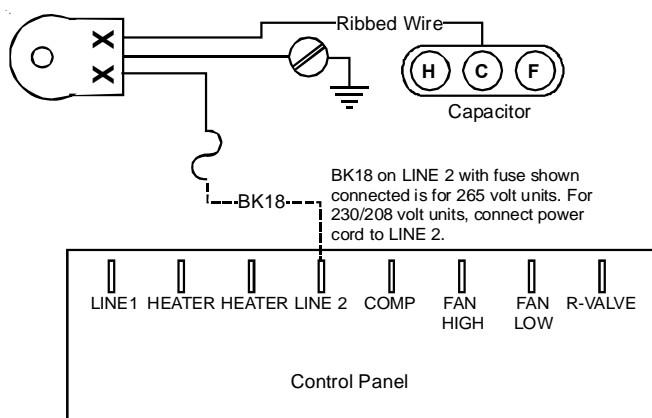 Ribbed Wire
X
X
H C F
Capacitor
BK18 on LINE 2 with fuse shown
connected is for 265 volt units. For
230/208 volt units, connect power
cord to LINE 2.
BK18
LINE1 HEATER HEATER LINE 2 COMP FAN HIGH FAN LOW R-VALVE
Control Panel